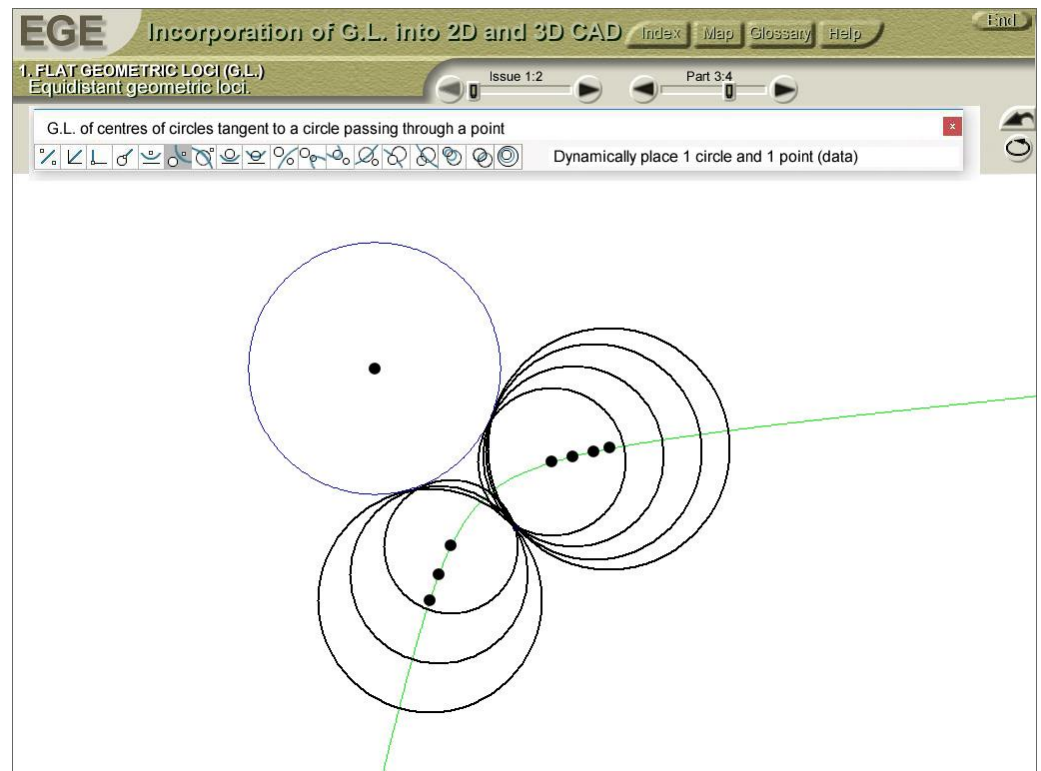 EGE
Incorporation of G.L. into 2D and 3D CAD
Index
Map
Glossary
Help
End
1. FLAT GEOMETRIC LOCI (G.L.)
Equidistant geometric loci.
Issue 1:2
Part 3:4
G.L. of centres of circles tangent to a circle passing through a point
x
Dynamically place 1 circle and 1 point (data)